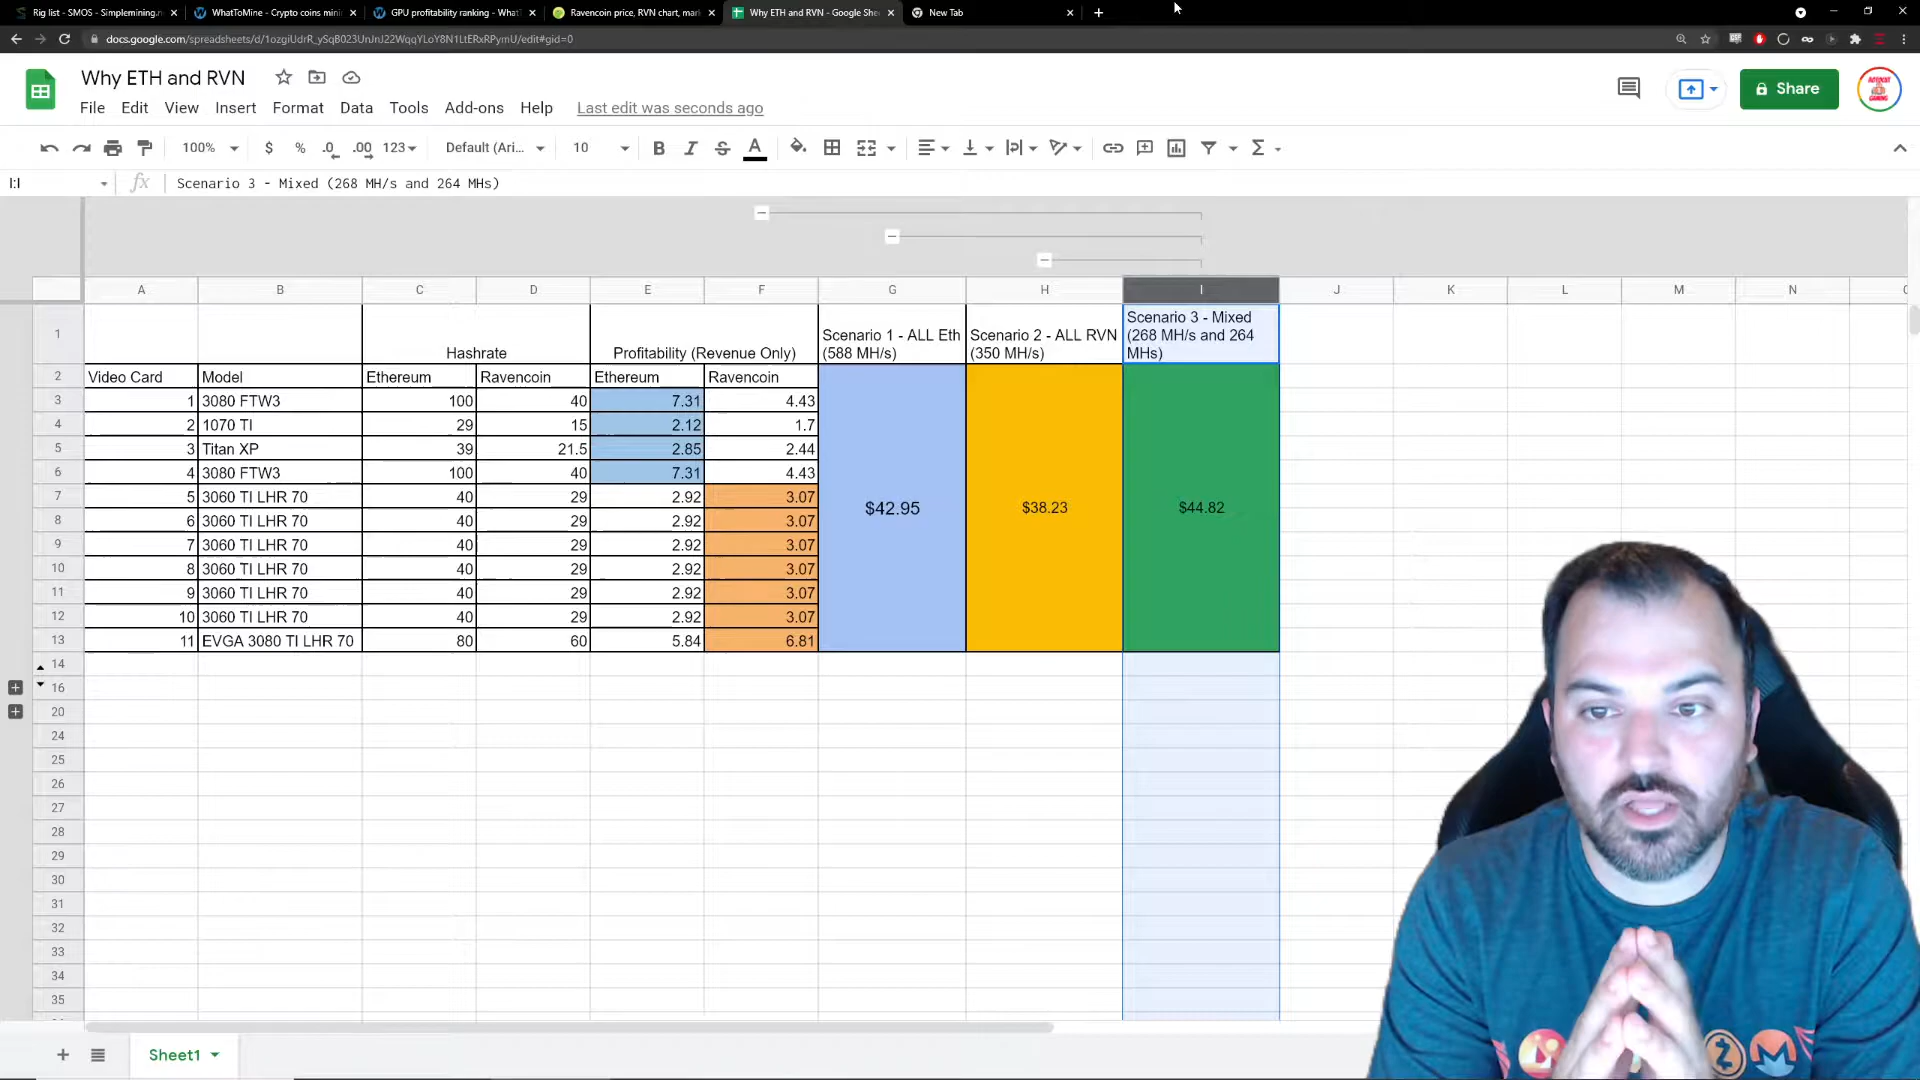 Rig list - SMOS - Simplemining.n
WhatToMine - Crypto coins mini
GPU profitability ranking - WhatT
Ravencoin price, RVN chart, mark
Why ETH and RVN - Google She
New Tab
Why ETH and RVN
File Edit View Insert Format Data Tools Add-ons Help Last edit was seconds ago
Share
100% $ % .0 .00 123 Default (Ari... 10 B I S A
I:I fx Scenario 3 - Mixed (268 MH/s and 264 MHs)
A B C D E F G H I J K L M N
1 Hashrate Profitability (Revenue Only) Scenario 1 - ALL Eth (588 MH/s) Scenario 2 - ALL RVN (350 MH/s) Scenario 3 - Mixed (268 MH/s and 264 MHs)
2 Video Card Model Ethereum Ravencoin Ethereum Ravencoin
3 1 3080 FTW3 100 40 7.31 4.43
4 2 1070 TI 29 15 2.12 1.7
5 3 Titan XP 39 21.5 2.85 2.44
6 4 3080 FTW3 100 40 7.31 4.43
7 5 3060 TI LHR 70 40 29 2.92 3.07 $42.95 $38.23 $44.82
8 6 3060 TI LHR 70 40 29 2.92 3.07
9 7 3060 TI LHR 70 40 29 2.92 3.07
10 8 3060 TI LHR 70 40 29 2.92 3.07
11 9 3060 TI LHR 70 40 29 2.92 3.07
12 10 3060 TI LHR 70 40 29 2.92 3.07
13 11 EVGA 3080 TI LHR 70 80 60 5.84 6.81
14
16
20
24
25
26
27
28
29
30
31
32
33
34
35
Sheet1